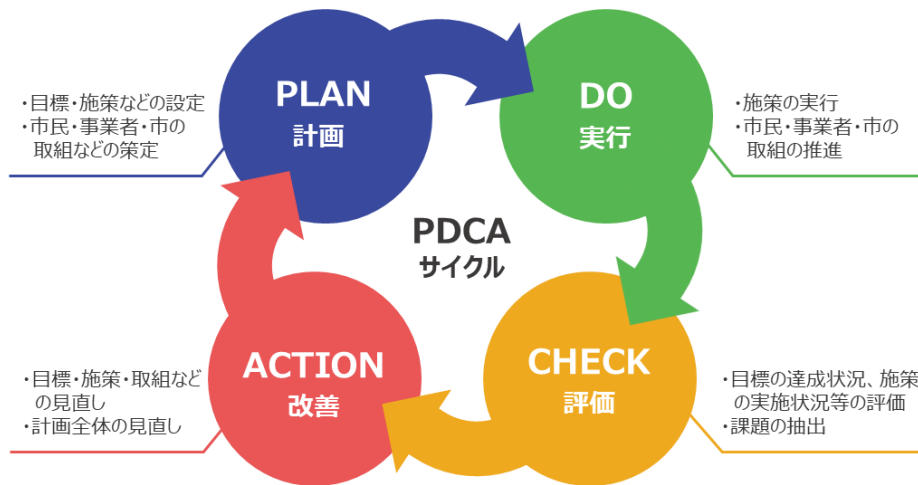 PLAN
計画
・目標・施策などの設定
・市民・事業者・市の
取組などの策定
DO
実行
・施策の実行
・市民・事業者・市の
取組の推進
PDCA
サイクル
ACTION
改善
・目標・施策・取組など
の見直し
・計画全体の見直し
CHECK
評価
・目標の達成状況、施策
の実施状況等の評価
・課題の抽出